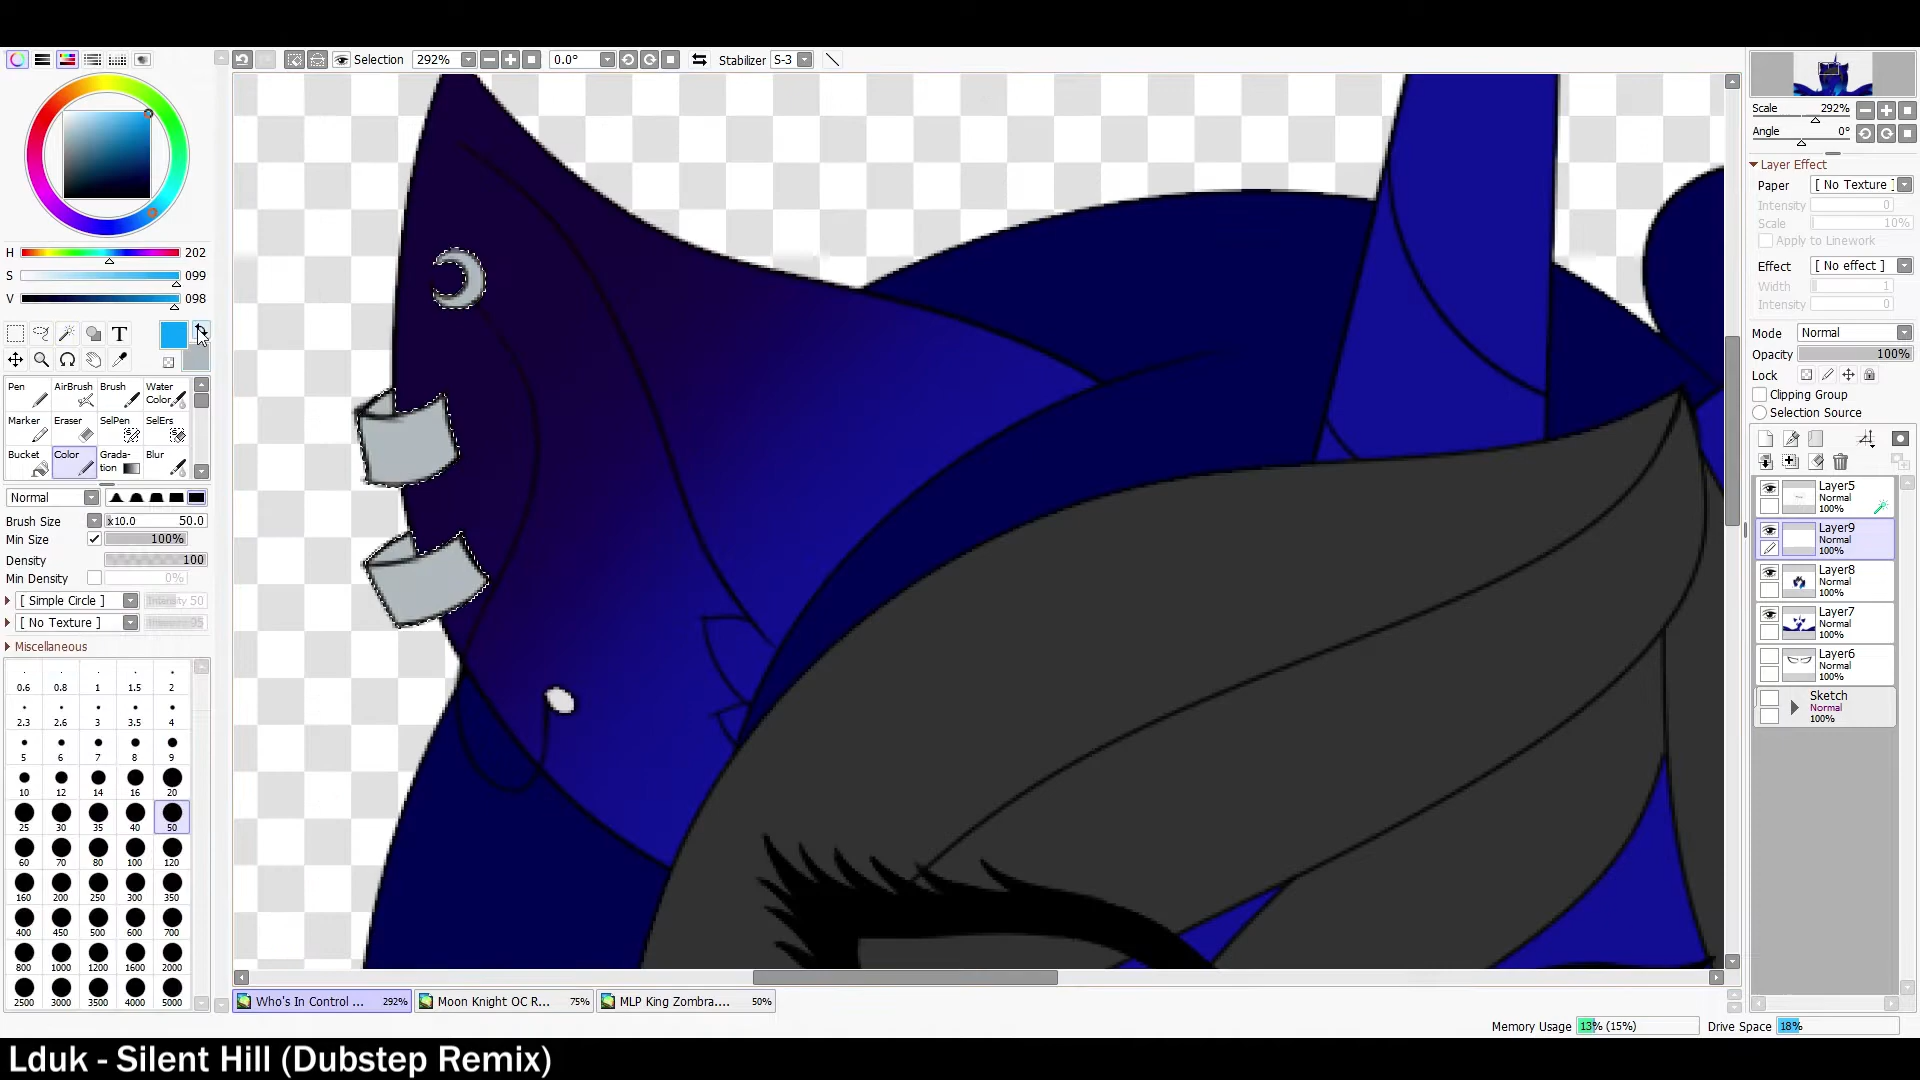 Selection 292% 0.0° Stabilizer S-3
H 202
S 099
V 098
T
Pen AirBrush Brush Water Color
Marker Eraser SelPen SelErs
Bucket Color Grada-tion Blur
Normal
Brush Size x10.0 50.0
Min Size 100%
Density 100
Min Density 0%
[ Simple Circle ] Intensity 50
[ No Texture ] Intensity 95
Miscellaneous
0.6 0.8 1 1.5 2
2.3 2.6 3 3.5 4
5 6 7 8 9
10 12 14 16 20
25 30 35 40 50
60 70 80 100 120
160 200 250 300 350
400 450 500 600 700
800 1000 1200 1600 2000
2500 3000 3500 4000 5000
Scale 292%
Angle 0°
Layer Effect
Paper [ No Texture ]
Intensity 0
Scale 10%
Apply to Linework
Effect [ No effect ]
Width 1
Intensity 0
Mode Normal
Opacity 100%
Lock
Clipping Group
Selection Source
Layer5
Normal
100%
Layer9
Normal
100%
Layer8
Normal
100%
Layer7
Normal
100%
Layer6
Normal
100%
Sketch
Normal
100%
Who's In Control ... 292% Moon Knight OC R... 75% MLP King Zombra.... 50%
Memory Usage 13% (15%) Drive Space 18%
Lduk - Silent Hill (Dubstep Remix)